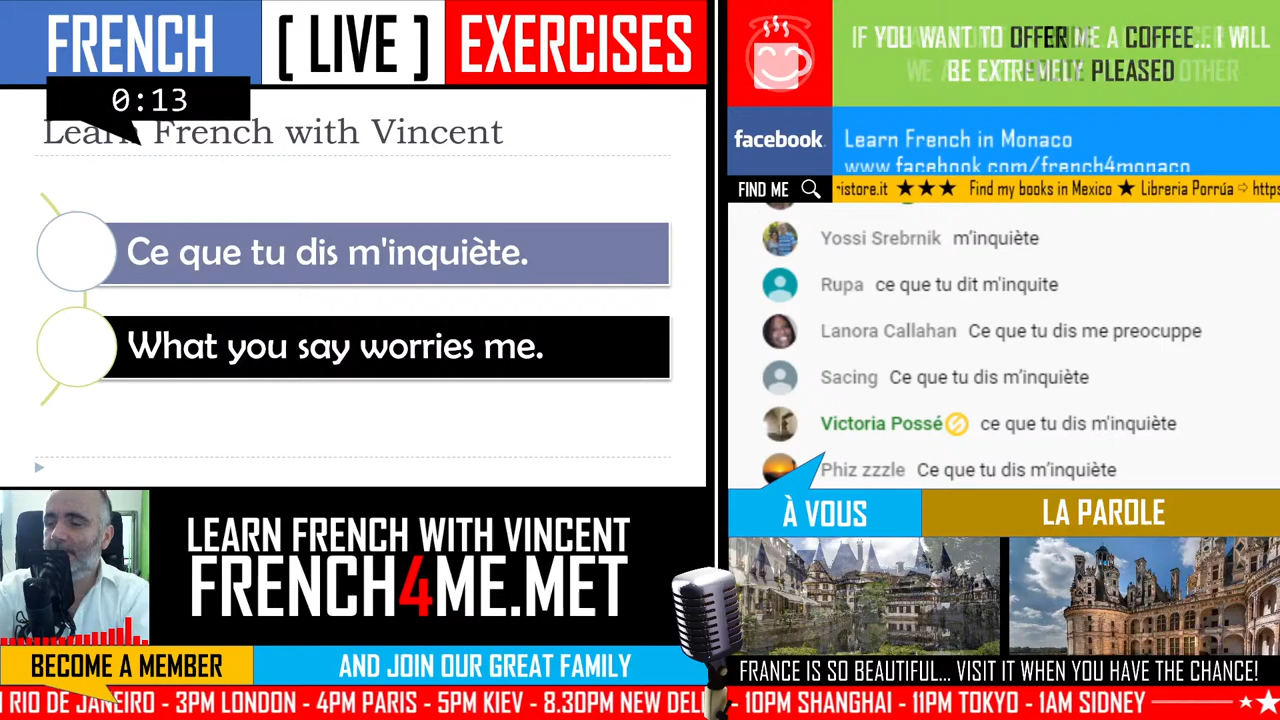 FRENCH
[ LIVE ]
EXERCISES
0:13
Learn French with Vincent
Ce que tu dis m'inquiète.
What you say worries me.
LEARN FRENCH WITH VINCENT
FRENCH4ME.MET
BECOME A MEMBER
AND JOIN OUR GREAT FAMILY
IF YOU WANT TO OFFER ME A COFFEE... I WILL
BE EXTREMELY PLEASED
OTHER
facebook.
Learn French in Monaco
www.facebook.com/french4monaco
FIND ME
ristore.it ★★★ Find my books in Mexico ★ Libreria Porrúa ⇨ https
Yossi Srebrnik m'inquiète
Rupa ce que tu dit m'inquite
Lanora Callahan Ce que tu dis me preocuppe
Sacing Ce que tu dis m'inquiète
Victoria Possé ce que tu dis m'inquiète
Phiz zzzle Ce que tu dis m'inquiète
À VOUS
LA PAROLE
FRANCE IS SO BEAUTIFUL... VISIT IT WHEN YOU HAVE THE CHANCE!
RIO DE JANEIRO - 3PM LONDON - 4PM PARIS - 5PM KIEV - 8.30PM NEW DEL - 10PM SHANGHAI - 11PM TOKYO - 1AM SIDNEY